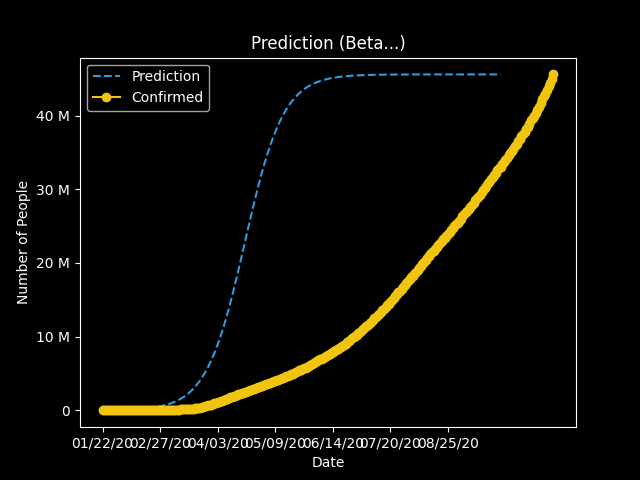 Prediction (Beta...)
Prediction
Confirmed
40 M
30 M
20 M
10 M
0
Number of People
01/22/20 02/27/20 04/03/20 05/09/20 06/14/20 07/20/20 08/25/20
Date